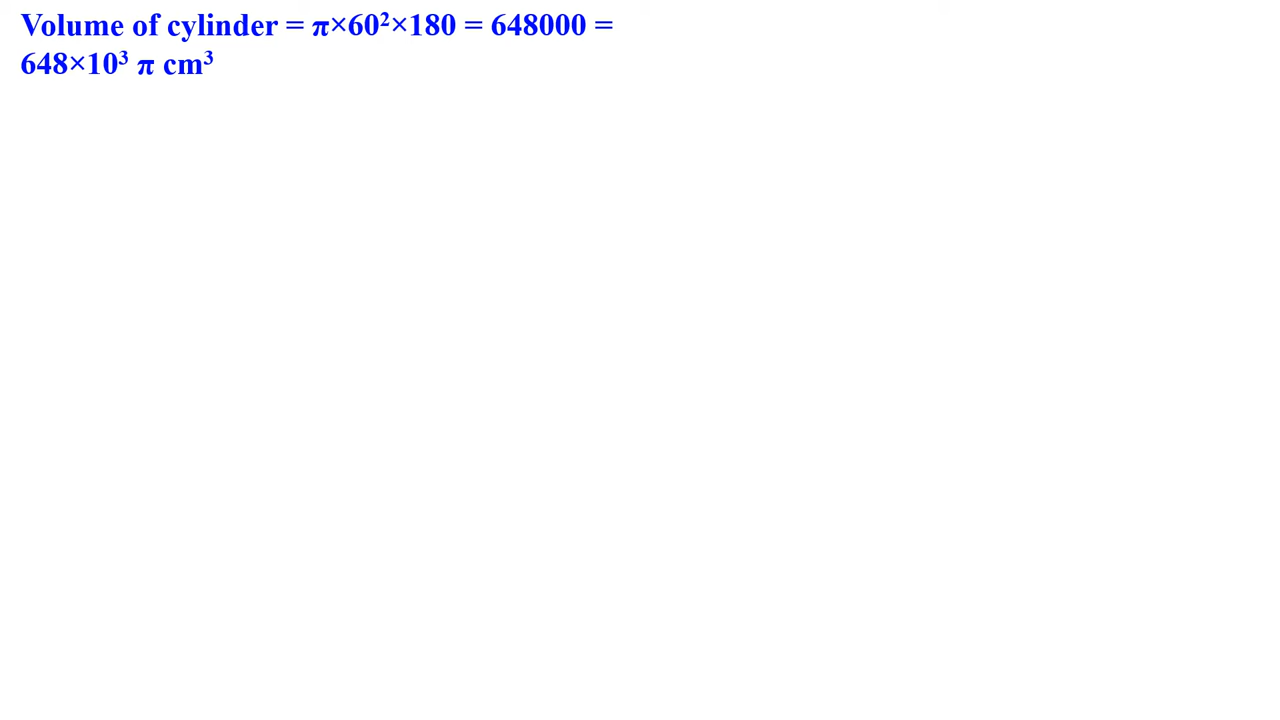 Volume of cylinder = π×60²×180 = 648000 =
648×10³ π cm³